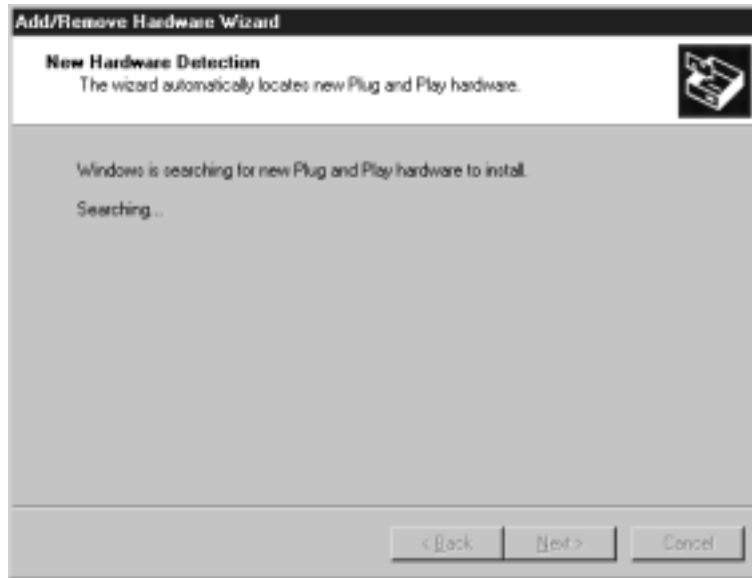 Add/Remove Hardware Wizard
New Hardware Detection
The wizard automatically locates new Plug and Play hardware.
Windows is searching for new Plug and Play hardware to install.
Searching...
< Back Next > Cancel